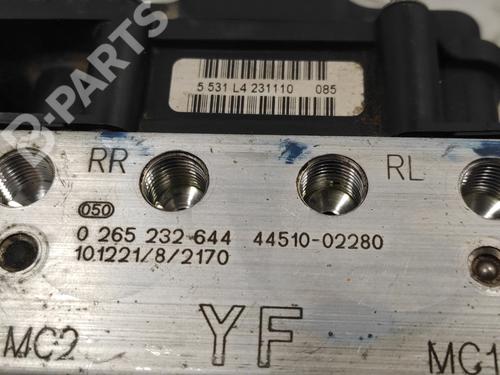 B-PARTS
5 531 L4 231110 085
RR RL
050
0 265 232 644 44510-02280
101221/8/2170
MC2 YF MC1